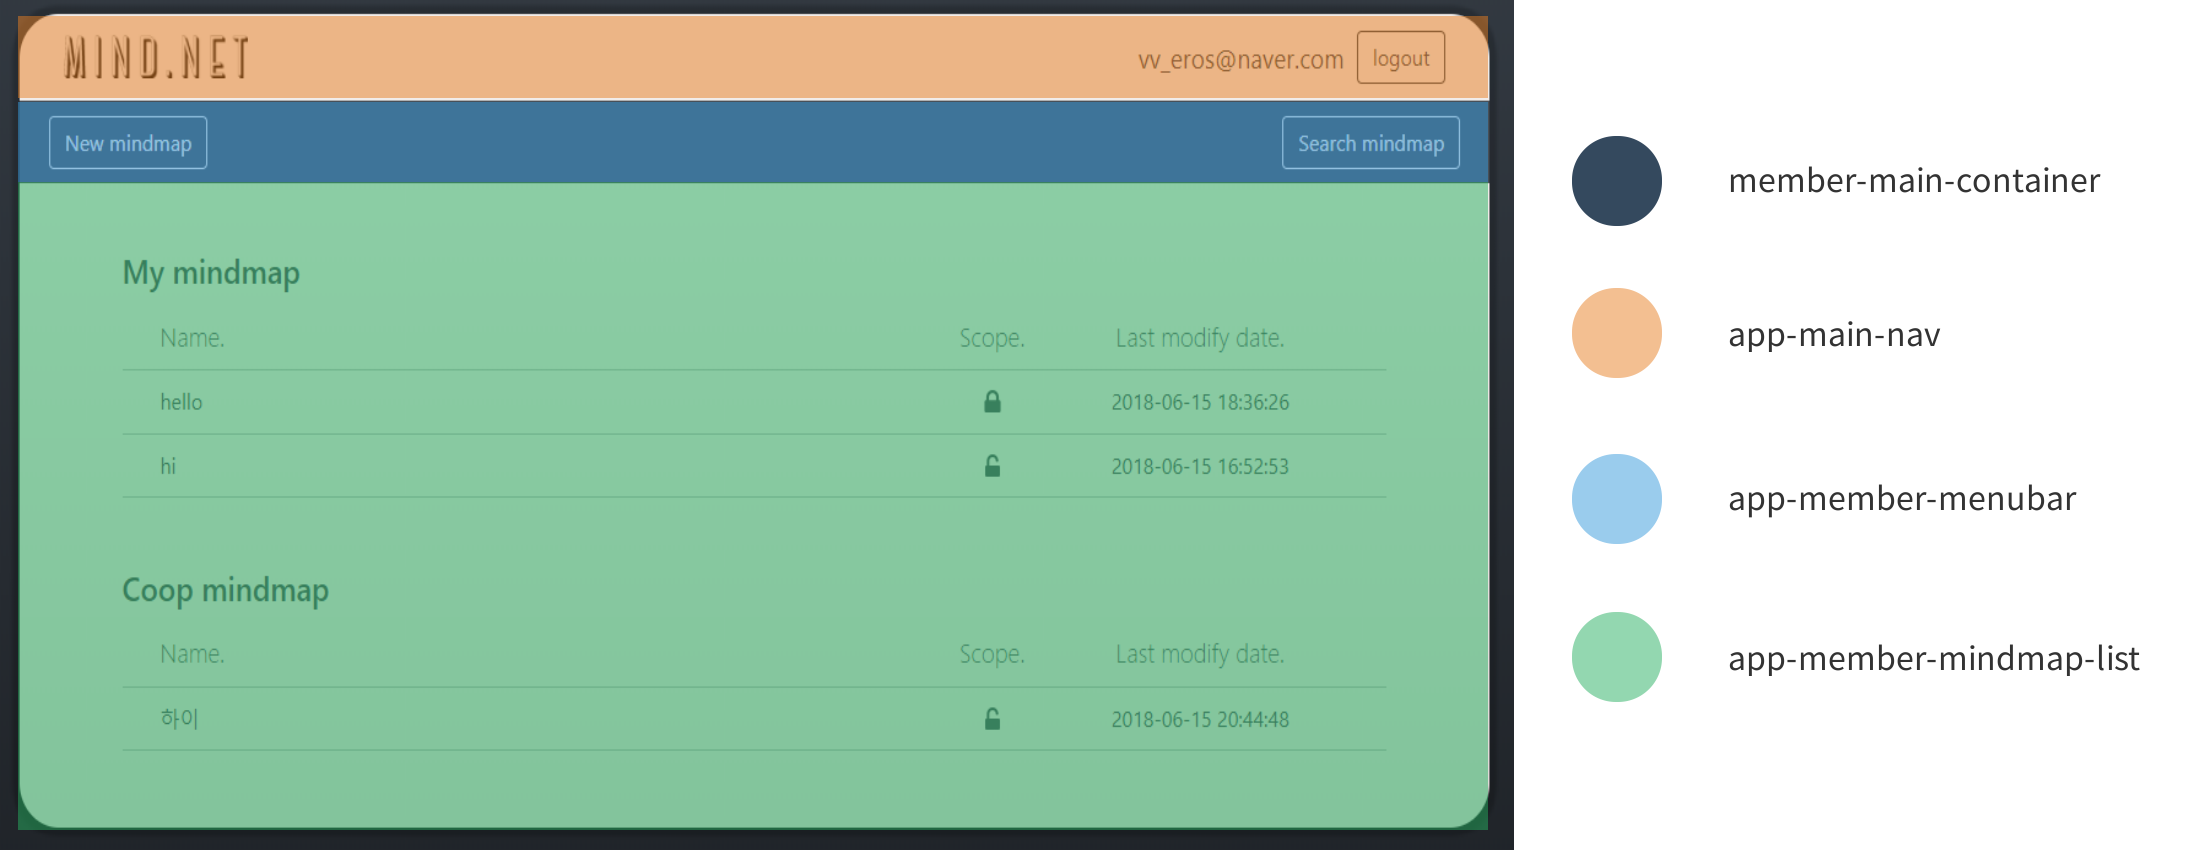 MIND.NET
vv_eros@naver.com logout
New mindmap Search mindmap
My mindmap
Name. Scope. Last modify date.
hello 2018-06-15 18:36:26
hi 2018-06-15 16:52:53
Coop mindmap
Name. Scope. Last modify date.
하이 2018-06-15 20:44:48
member-main-container
app-main-nav
app-member-menubar
app-member-mindmap-list